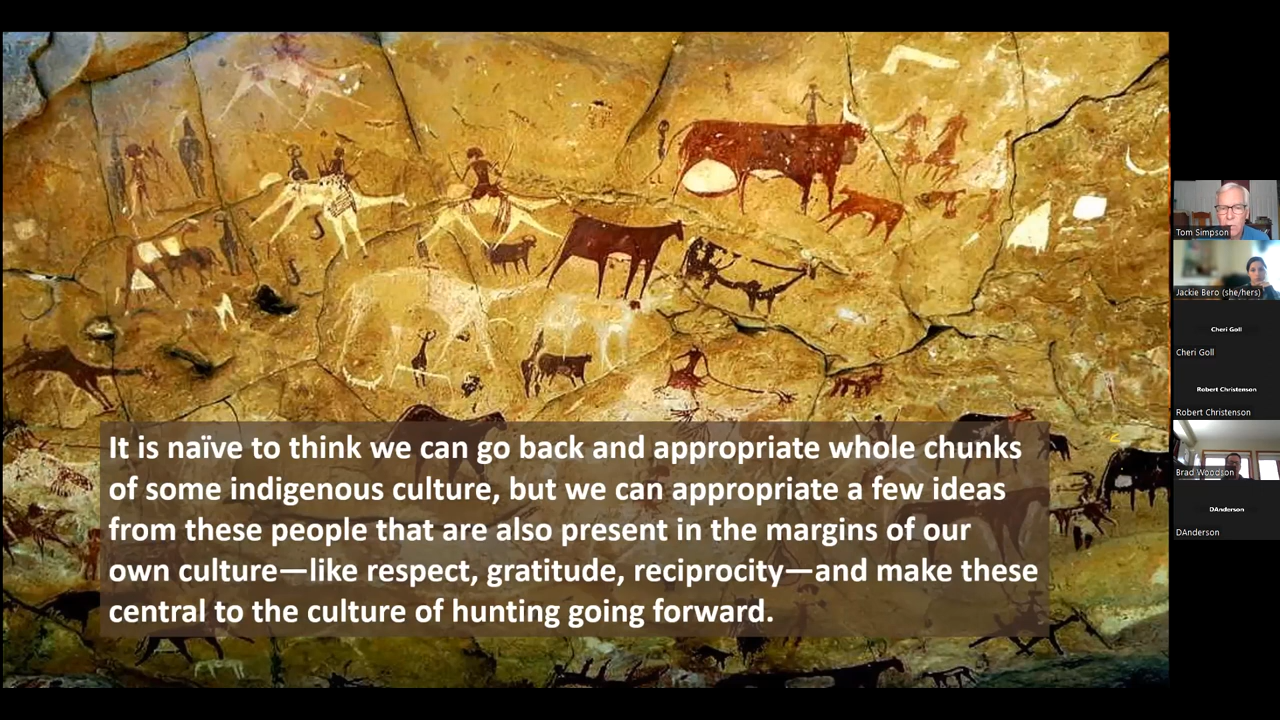 It is naïve to think we can go back and appropriate whole chunks
of some indigenous culture, but we can appropriate a few ideas
from these people that are also present in the margins of our
own culture—like respect, gratitude, reciprocity—and make these
central to the culture of hunting going forward.
Tom Simpson
Jackie Bero (she/hers)
Cheri Goll
Cheri Goll
Robert Christenson
Robert Christenson
Brad Woodson
DAnderson
DAnderson